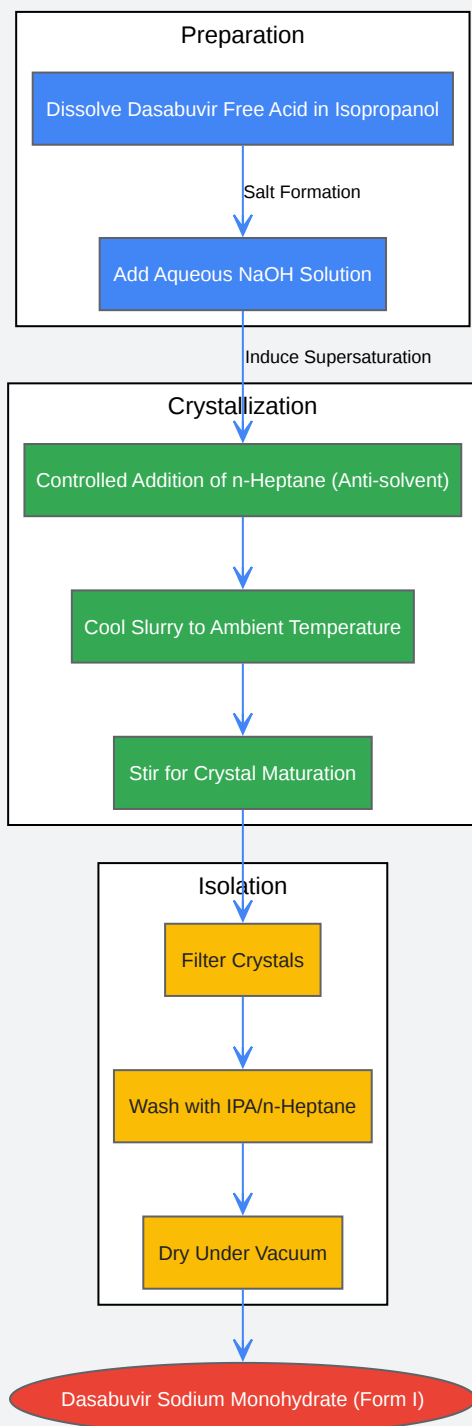 Preparation
Dissolve Dasabuvir Free Acid in Isopropanol
Salt Formation
Add Aqueous NaOH Solution
Induce Supersaturation
Crystallization
Controlled Addition of n-Heptane (Anti-solvent)
Cool Slurry to Ambient Temperature
Stir for Crystal Maturation
Isolation
Filter Crystals
Wash with IPA/n-Heptane
Dry Under Vacuum
Dasabuvir Sodium Monohydrate (Form I)